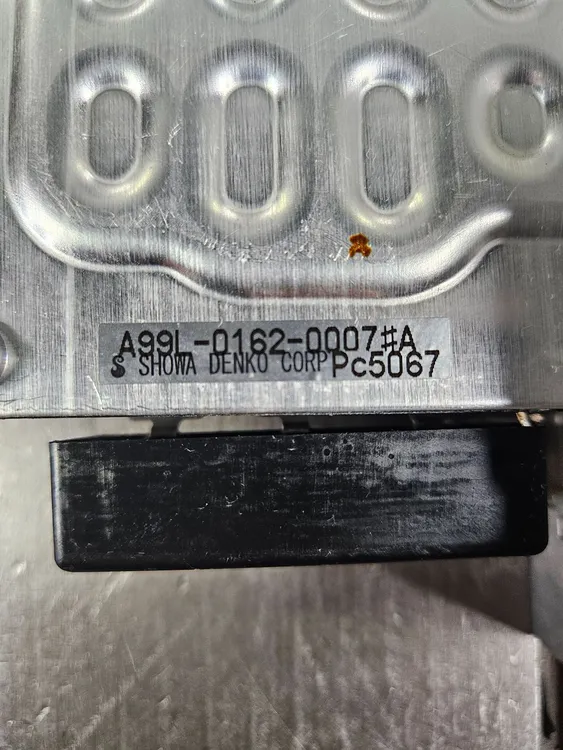 A99L-0162-0007#A
SHOWA DENKO CORP Pc5067